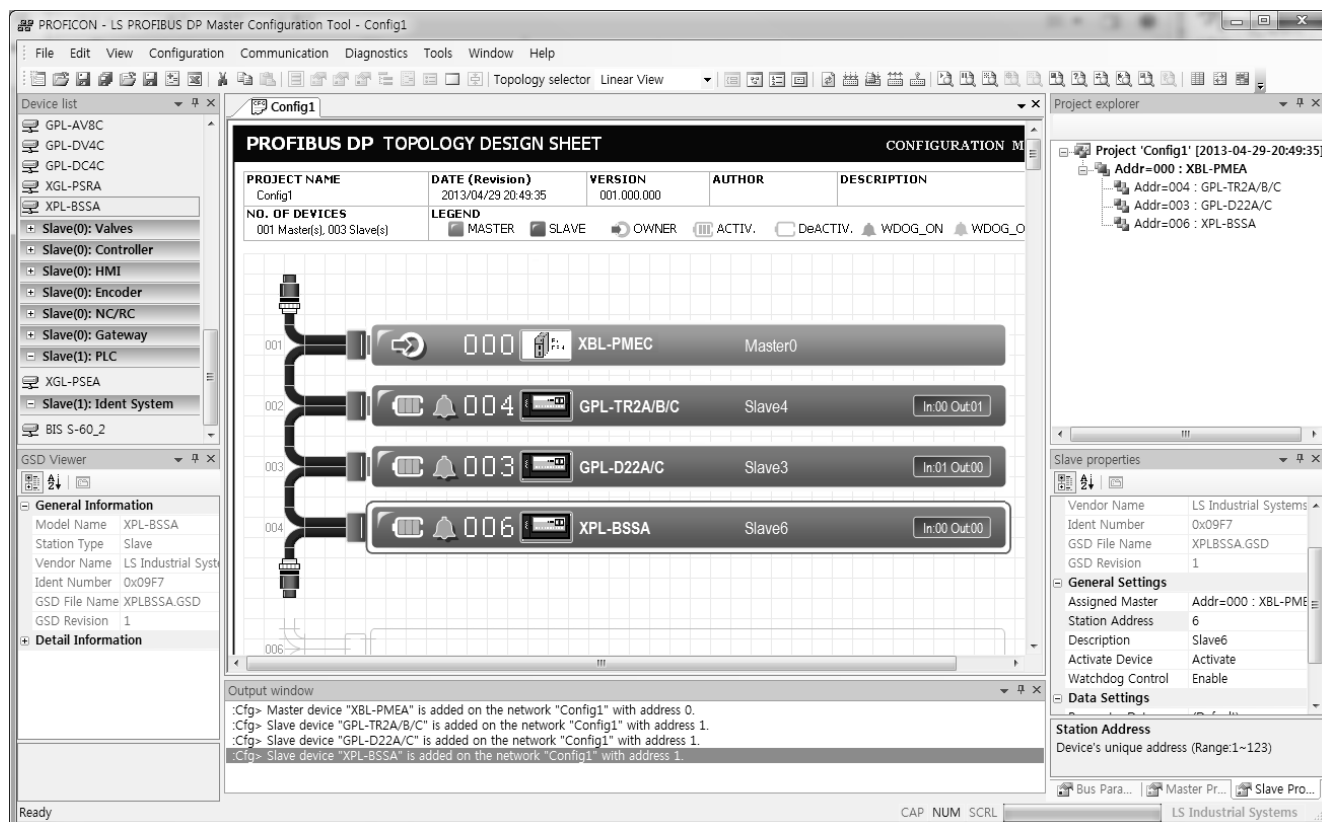 PROFICON - LS PROFIBUS DP Master Configuration Tool - Config1
File Edit View Configuration Communication Diagnostics Tools Window Help
Topology selector Linear View
Device list
GPL-AV8C
GPL-DV4C
GPL-DC4C
XGL-PSRA
XPL-BSSA
Slave(0): Valves
Slave(0): Controller
Slave(0): HMI
Slave(0): Encoder
Slave(0): NC/RC
Slave(0): Gateway
Slave(1): PLC
XGL-PSEA
Slave(1): Ident System
BIS S-60_2
GSD Viewer
General Information
Model Name XPL-BSSA
Station Type Slave
Vendor Name LS Industrial Syste
Ident Number 0x09F7
GSD File Name XPLBSSA.GSD
GSD Revision 1
Detail Information
Config1
PROFIBUS DP TOPOLOGY DESIGN SHEET CONFIGURATION M
PROJECT NAME DATE (Revision) VERSION AUTHOR DESCRIPTION
Config1 2013/04/29 20:49:35 001.000.000
NO. OF DEVICES LEGEND
001 Master(s), 003 Slave(s) MASTER SLAVE OWNER ACTIV. DeACTIV. WDOG_ON WDOG_O
001 000 XBL-PMEC Master0
002 004 GPL-TR2A/B/C Slave4 In:00 Out:01
003 003 GPL-D22A/C Slave3 In:01 Out:00
004 006 XPL-BSSA Slave6 In:00 Out:00
006
Output window
:Cfg> Master device "XBL-PMEA" is added on the network "Config1" with address 0.
:Cfg> Slave device "GPL-TR2A/B/C" is added on the network "Config1" with address 1.
:Cfg> Slave device "GPL-D22A/C" is added on the network "Config1" with address 1.
:Cfg> Slave device "XPL-BSSA" is added on the network "Config1" with address 1.
Project explorer
Project 'Config1' [2013-04-29-20:49:35]
Addr=000 : XBL-PMEA
Addr=004 : GPL-TR2A/B/C
Addr=003 : GPL-D22A/C
Addr=006 : XPL-BSSA
Slave properties
Vendor Name LS Industrial Systems
Ident Number 0x09F7
GSD File Name XPLBSSA.GSD
GSD Revision 1
General Settings
Assigned Master Addr=000 : XBL-PME
Station Address 6
Description Slave6
Activate Device Activate
Watchdog Control Enable
Data Settings
Station Address
Device's unique address (Range:1~123)
Bus Para... Master Pr... Slave Pro...
Ready CAP NUM SCRL LS Industrial Systems